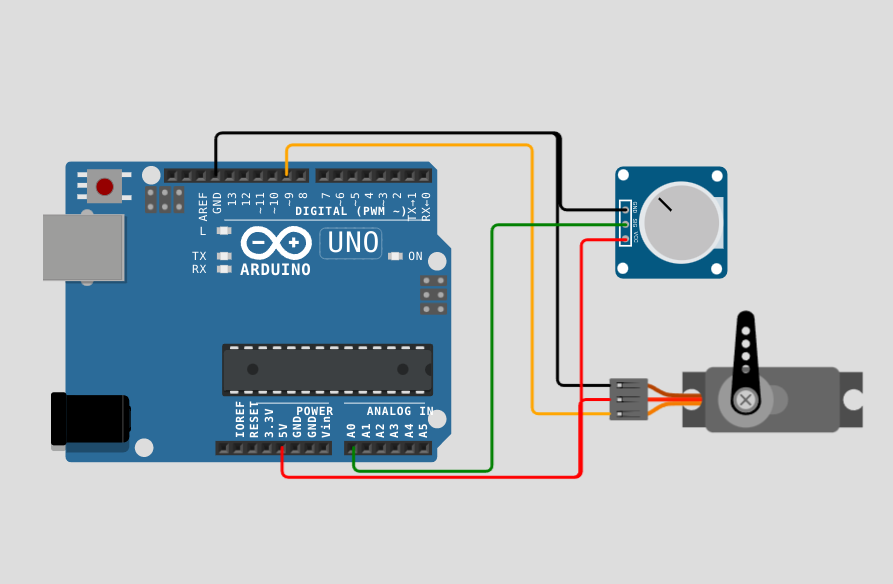 AREF
GND
13
12
~11
~10
~9
8
7
~6
~5
4
~3
2
TX→1
RX←0
DIGITAL (PWM ~)
L
TX
RX
UNO
ON
ARDUINO
GND
SIG
VCC
POWER
ANALOG IN
IOREF
RESET
3.3V
5V
GND
GND
Vin
A0
A1
A2
A3
A4
A5